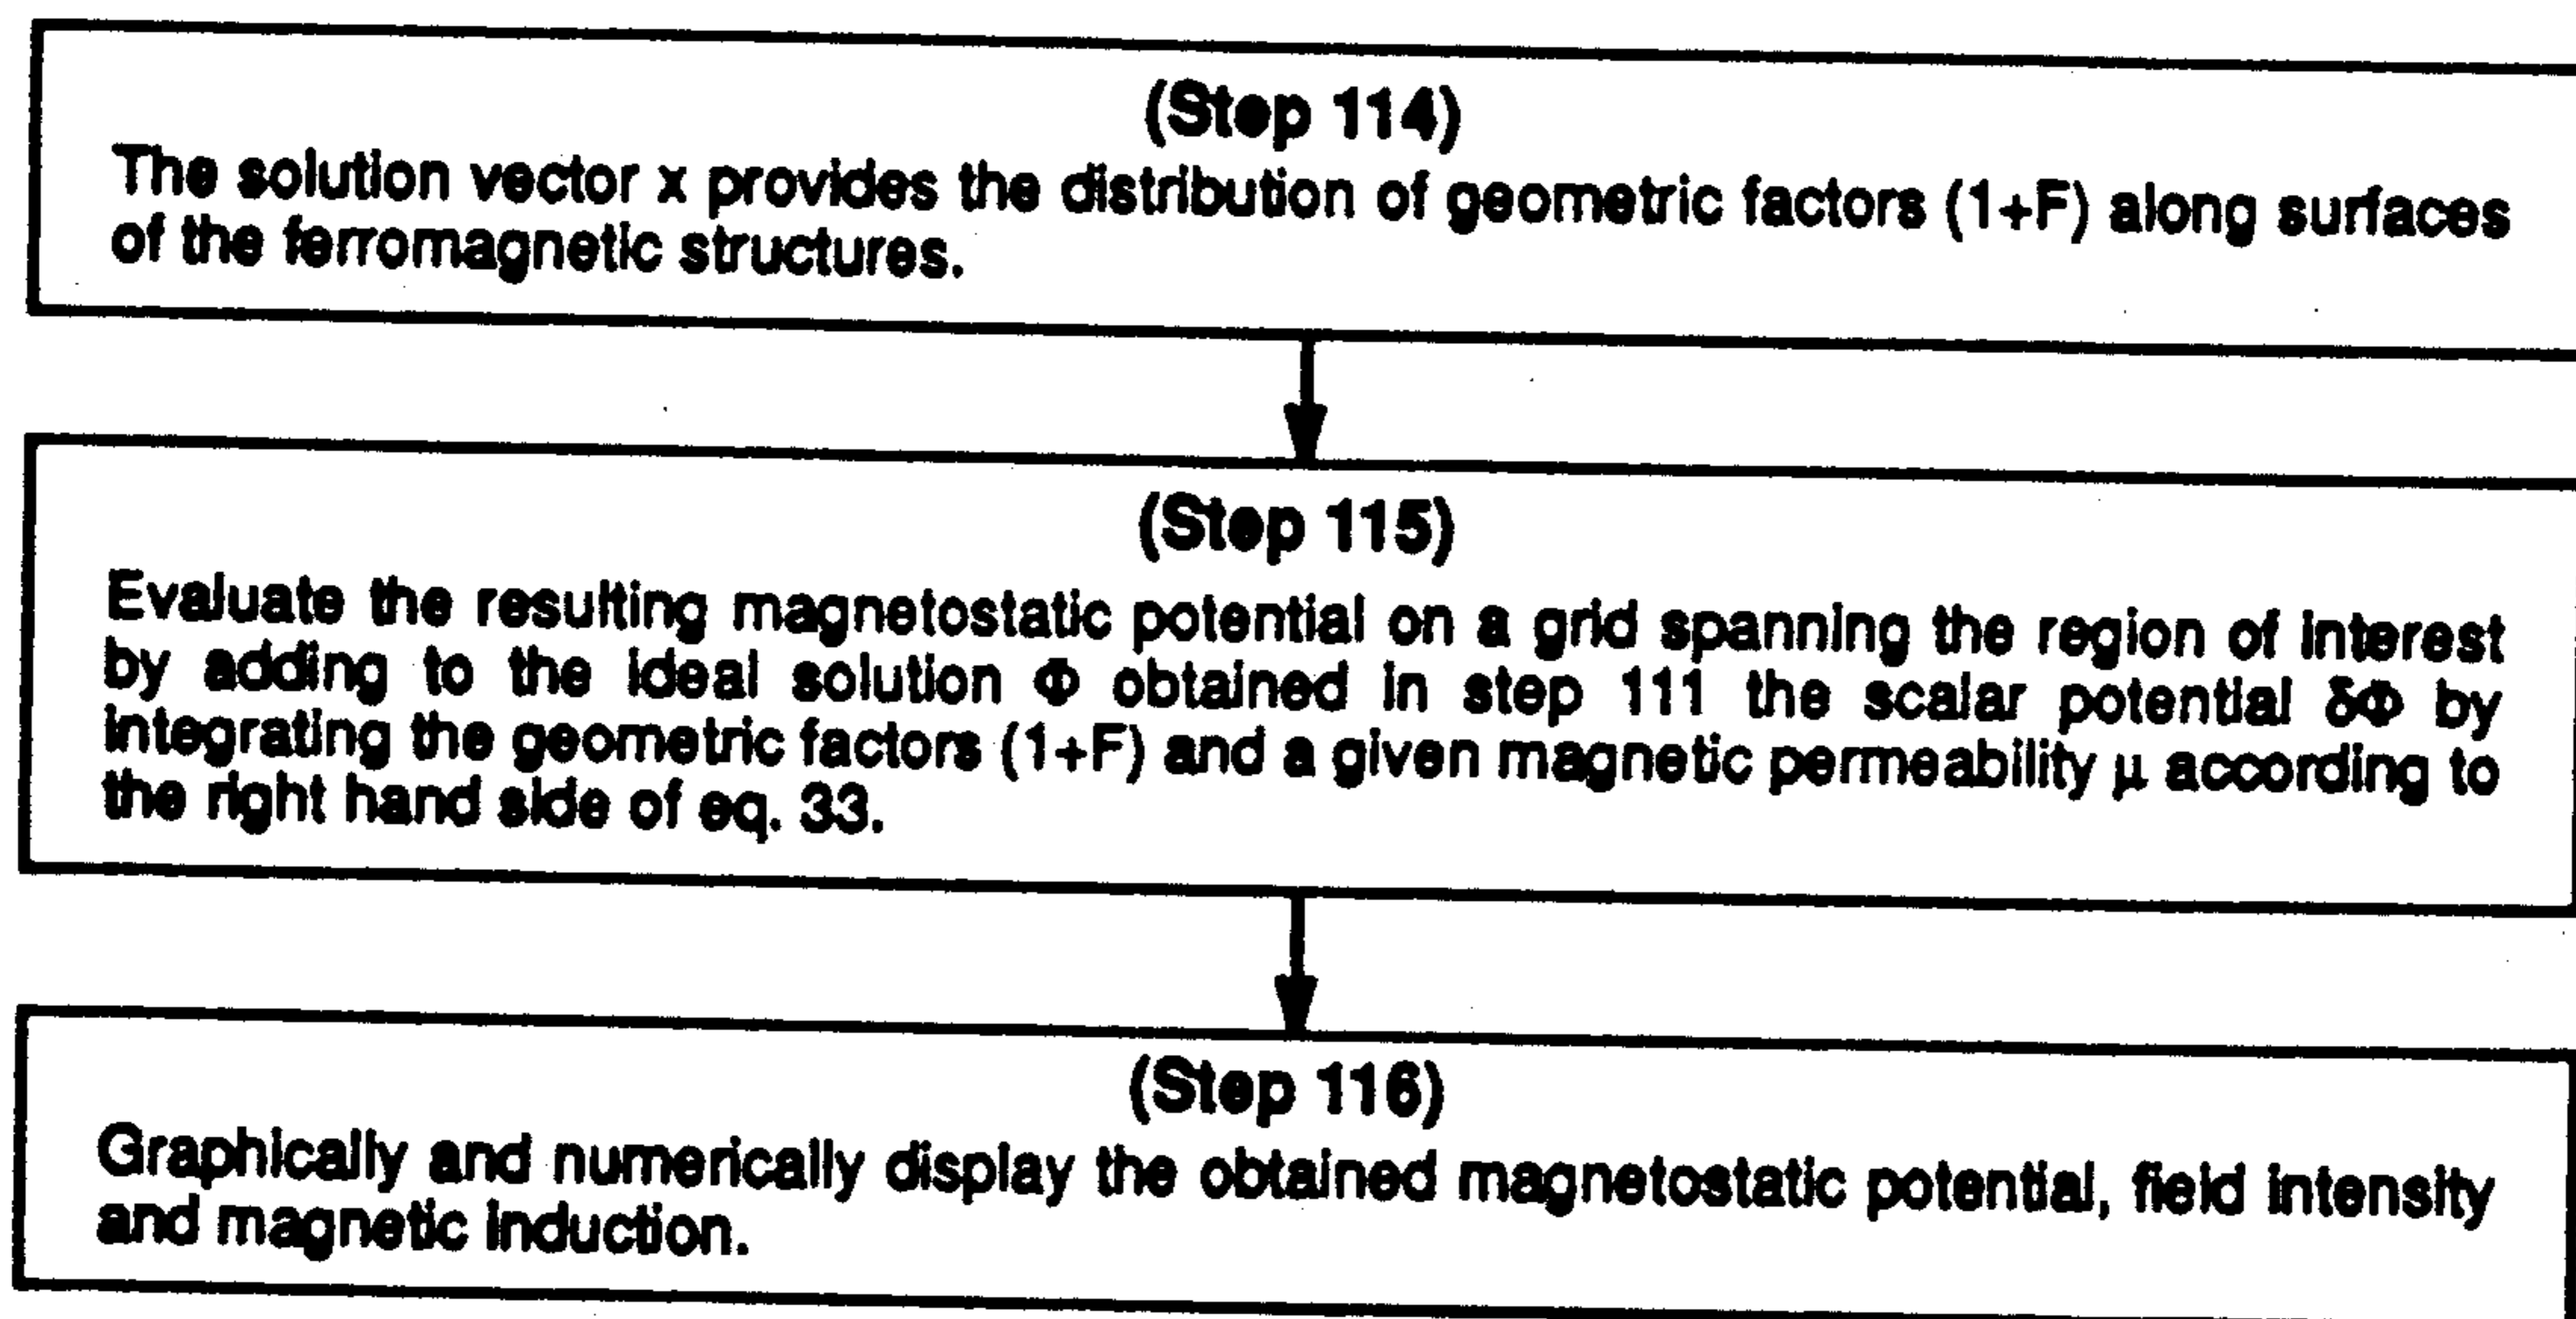 (Step 114)
The solution vector x provides the distribution of geometric factors (1+F) along surfaces
of the ferromagnetic structures.
(Step 115)
Evaluate the resulting magnetostatic potential on a grid spanning the region of interest
by adding to the ideal solution Φ obtained in step 111 the scalar potential δΦ by
integrating the geometric factors (1+F) and a given magnetic permeability μ according to
the right hand side of eq. 33.
(Step 116)
Graphically and numerically display the obtained magnetostatic potential, field intensity
and magnetic induction.